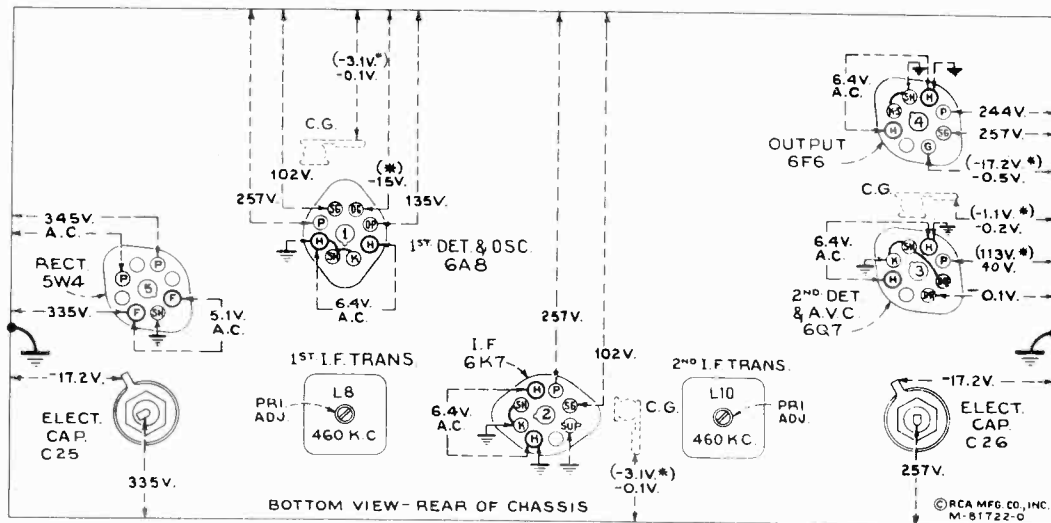 (-3.1V.*)
-0.1V.
C.G.
102V.
(*)
-15V.
257V.
135V.
P
SG
OG
OP
H
1
H
SH
K
1ST. DET. & OSC.
6A8
6.4V.
A.C.
345V.
A.C.
RECT.
5W4
P
P
5
F
F
SH
335V.
5.1V.
A.C.
-17.2V.
ELECT.
CAP.
C25
335V.
1ST I.F. TRANS.
L8
PRI
ADJ.
460 K.C.
257V.
102V.
I.F
6K7
H
P
SH
SG
2
K
SUP
H
6.4V.
A.C.
C.G.
(-3.1V.*)
-0.1V.
2ND I.F TRANS.
L10
PRI
ADJ.
460 K.C.
6.4V.
A.C.
SH
H
KS
P
4
H
SG
G
OUTPUT
6F6
244V.
257V.
(-17.2V.*)
-0.5V.
C.G.
(-1.1V.*)
-0.2V.
6.4V.
A.C.
SH
H
K
P
3
H
2ND. DET
& A.V.C.
6Q7
(113V.*)
40V.
0.1V.
-17.2V.
ELECT.
CAP.
C26
257V.
BOTTOM VIEW-REAR OF CHASSIS
© RCA MFG. CO., INC.
M-81722-0